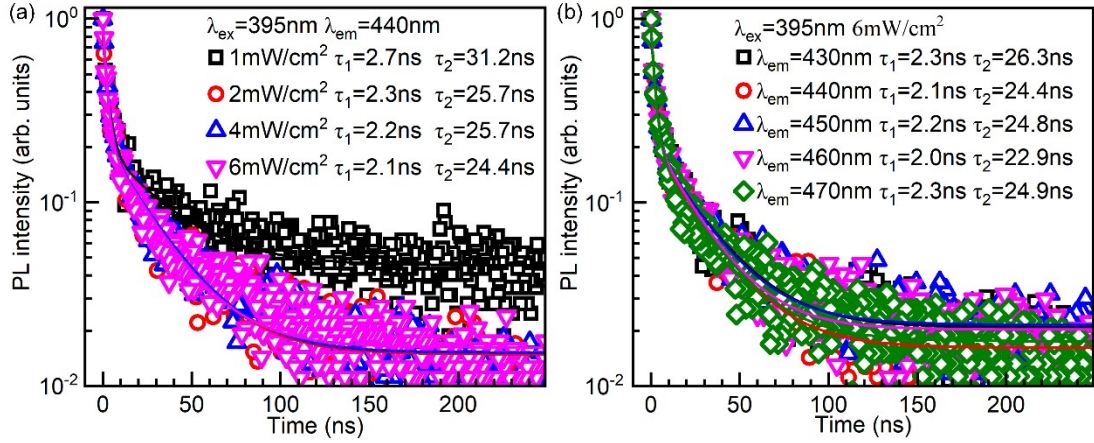 (a)
λex=395nm λem=440nm
1mW/cm² τ1=2.7ns τ2=31.2ns
2mW/cm² τ1=2.3ns τ2=25.7ns
4mW/cm² τ1=2.2ns τ2=25.7ns
6mW/cm² τ1=2.1ns τ2=24.4ns
PL intensity (arb. units)
10⁰
10⁻¹
10⁻²
0 50 100 150 200
Time (ns)
(b)
λex=395nm 6mW/cm²
λem=430nm τ1=2.3ns τ2=26.3ns
λem=440nm τ1=2.1ns τ2=24.4ns
λem=450nm τ1=2.2ns τ2=24.8ns
λem=460nm τ1=2.0ns τ2=22.9ns
λem=470nm τ1=2.3ns τ2=24.9ns
PL intensity (arb. units)
10⁰
10⁻¹
10⁻²
0 50 100 150 200
Time (ns)